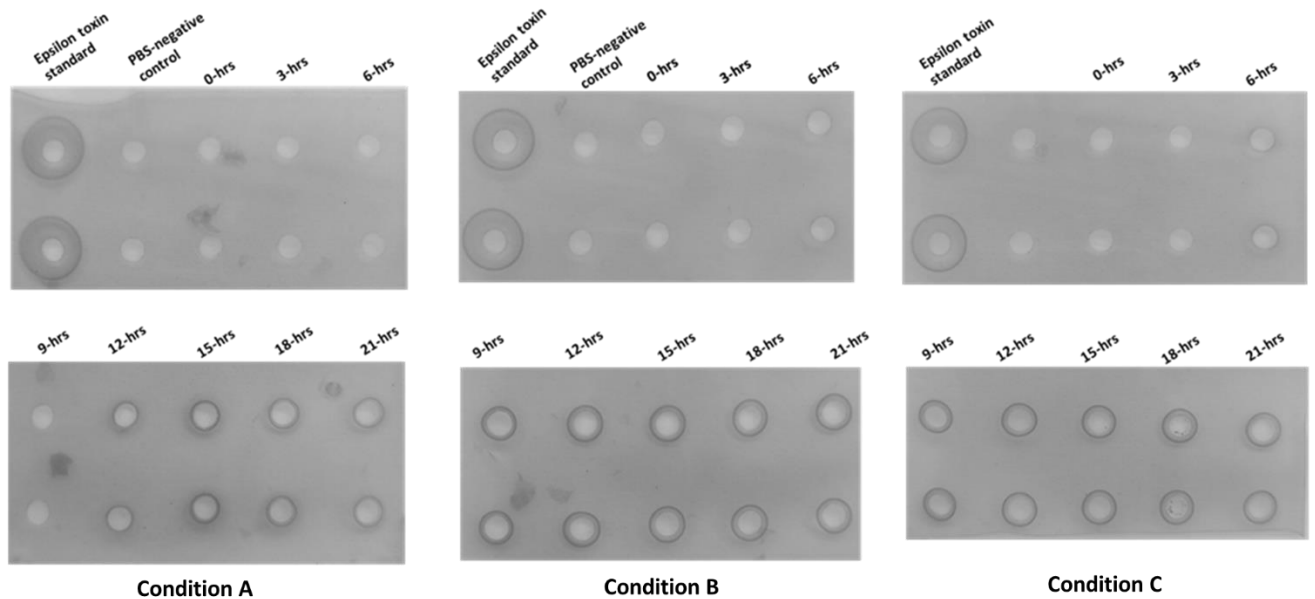 Epsilon toxin
standard
PBS-negative
control
0-hrs
3-hrs
6-hrs
Epsilon toxin
standard
PBS-negative
control
0-hrs
3-hrs
6-hrs
Epsilon toxin
standard
0-hrs
3-hrs
6-hrs
9-hrs
12-hrs
15-hrs
18-hrs
21-hrs
9-hrs
12-hrs
15-hrs
18-hrs
21-hrs
9-hrs
12-hrs
15-hrs
18-hrs
21-hrs
Condition A
Condition B
Condition C